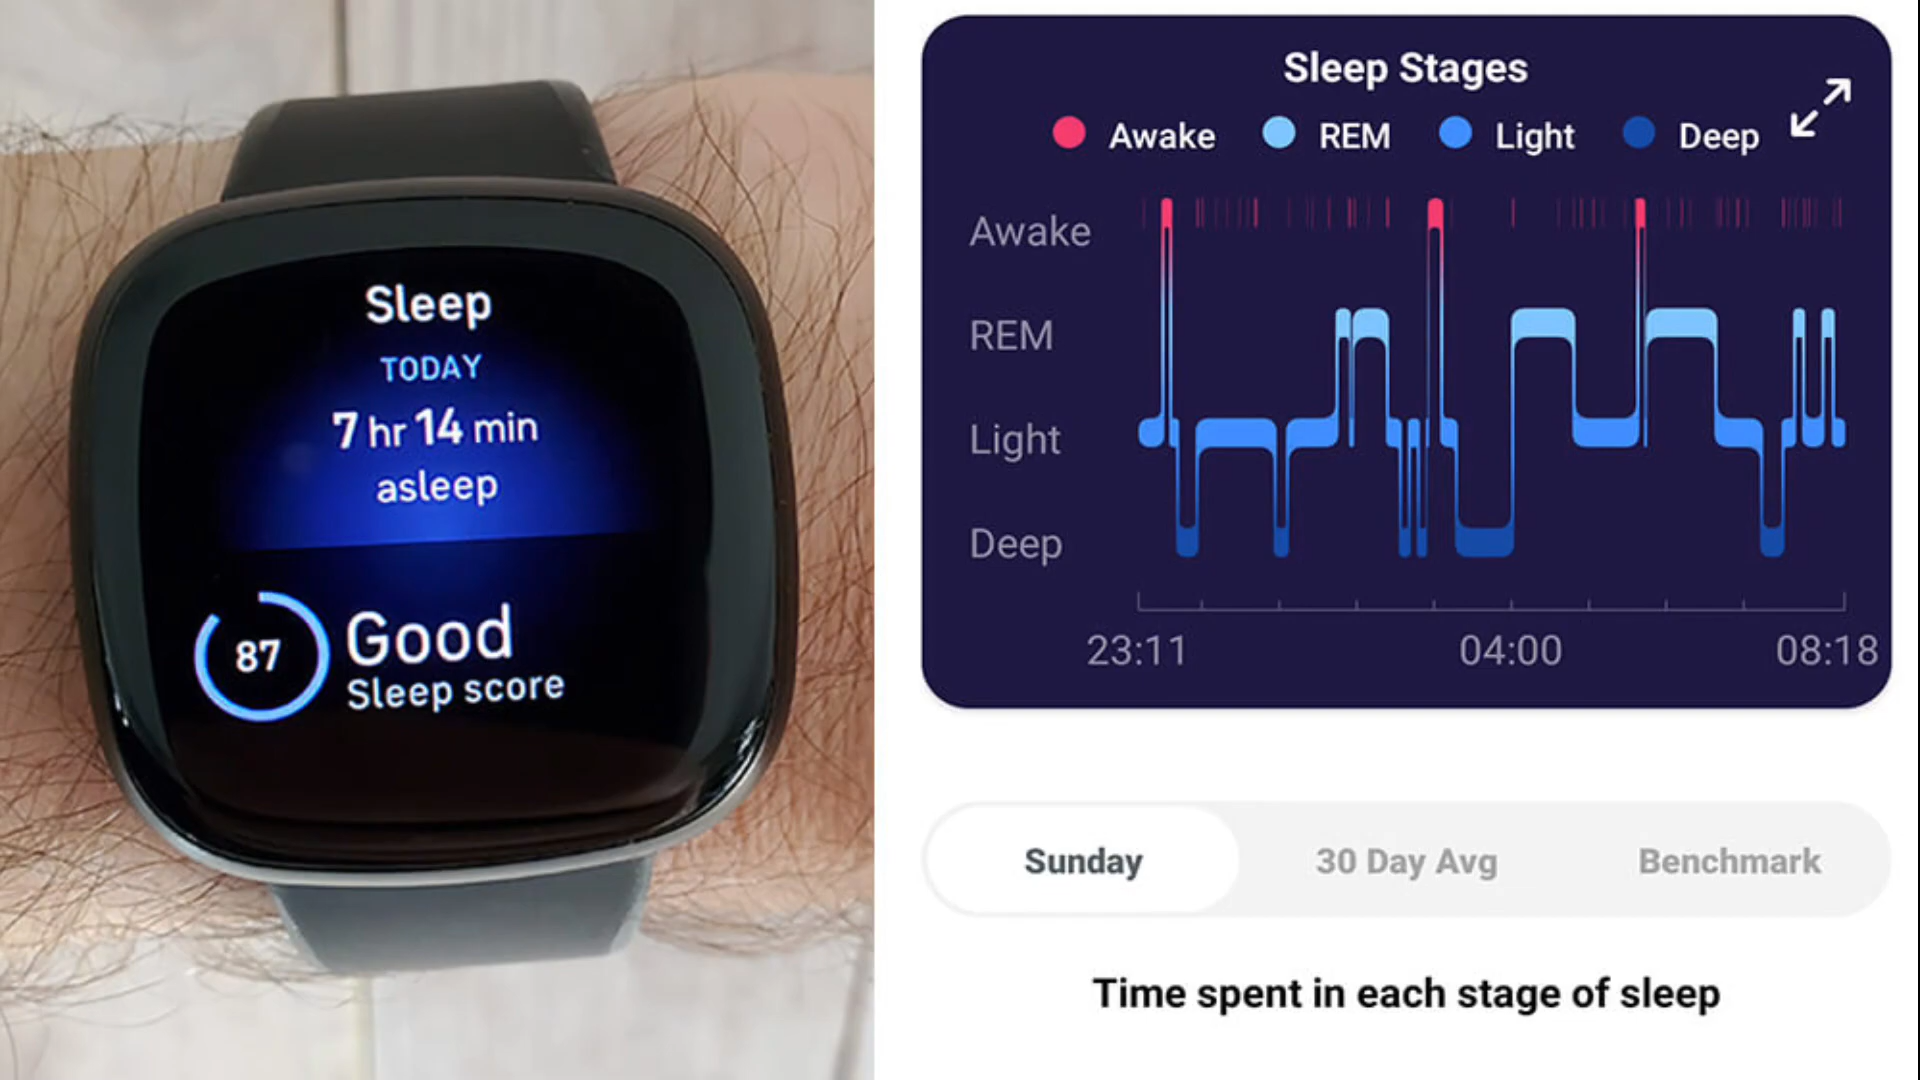 Sleep
TODAY
7 hr 14 min
asleep
87
Good
Sleep score
Sleep Stages
Awake REM Light Deep
Awake
REM
Light
Deep
23:11 04:00 08:18
Sunday 30 Day Avg Benchmark
Time spent in each stage of sleep